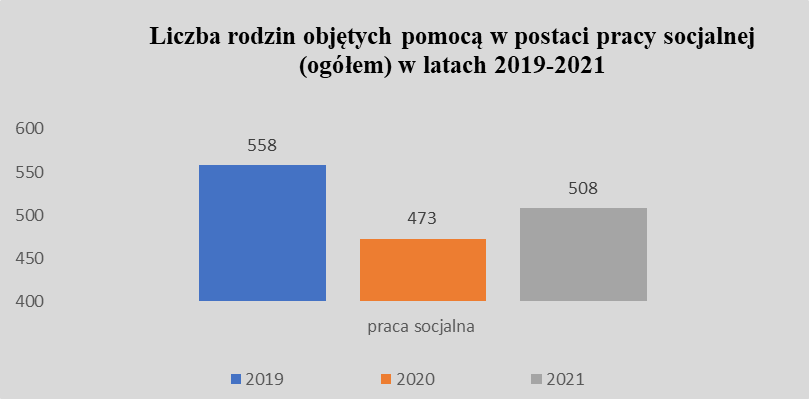 Liczba rodzin objętych pomocą w postaci pracy socjalnej
(ogółem) w latach 2019-2021
600
550
500
450
400
558
473
508
praca socjalna
2019 2020 2021